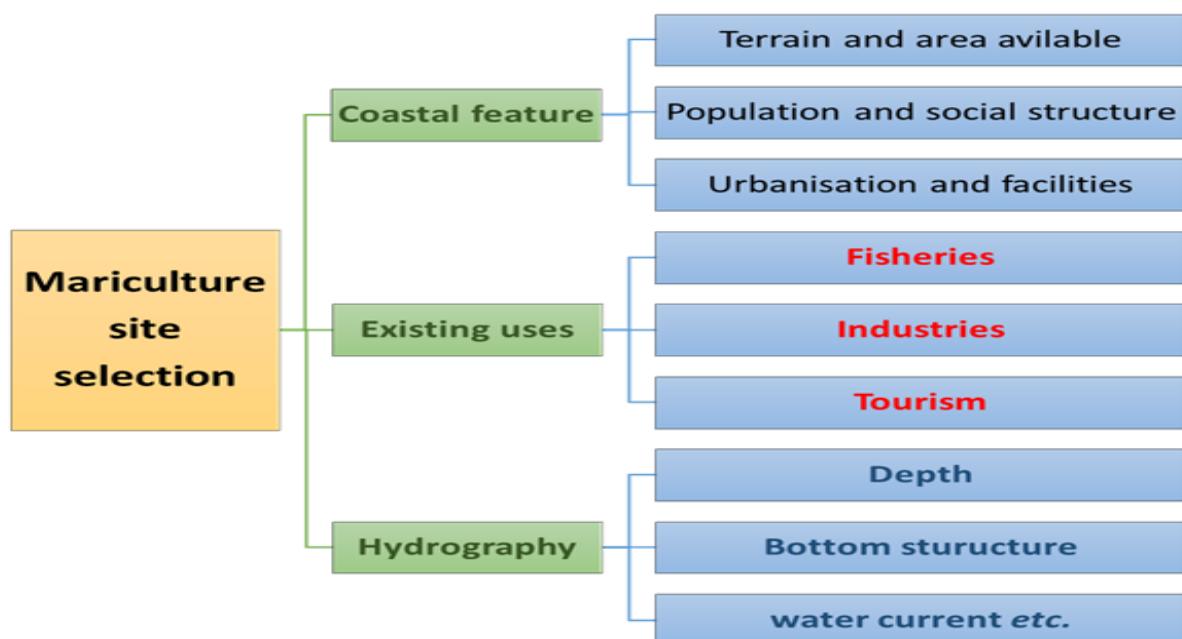 Mariculture
site
selection
Coastal feature
Terrain and area avilable
Population and social structure
Urbanisation and facilities
Existing uses
Fisheries
Industries
Tourism
Hydrography
Depth
Bottom sturucture
water current etc.